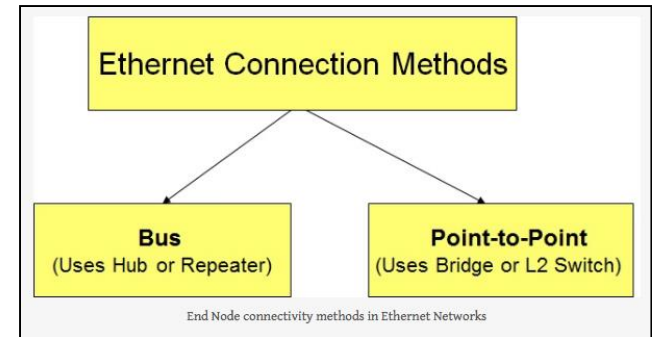 Ethernet Connection Methods
Bus
(Uses Hub or Repeater)
Point-to-Point
(Uses Bridge or L2 Switch)
End Node connectivity methods in Ethernet Networks